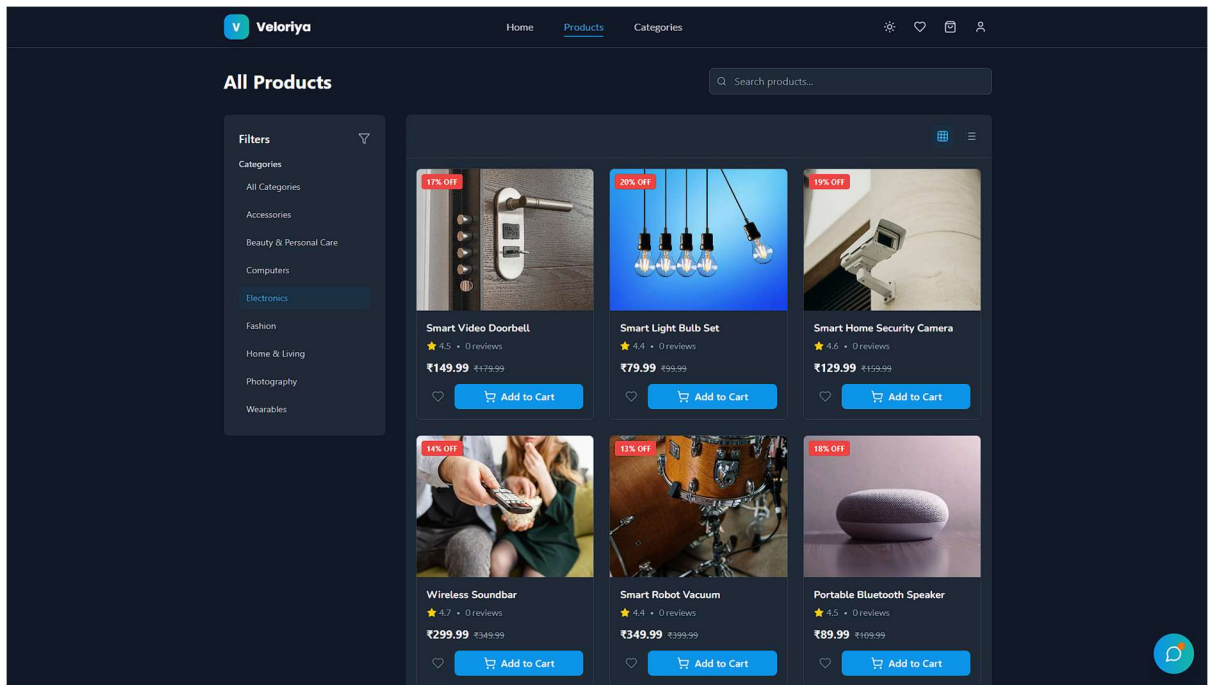 V Veloriya
Home Products Categories
All Products
Search products...
Filters
Categories
All Categories
Accessories
Beauty & Personal Care
Computers
Electronics
Fashion
Home & Living
Photography
Wearables
17% OFF
Smart Video Doorbell
4.5 • 0 reviews
₹149.99 ₹179.99
Add to Cart
20% OFF
Smart Light Bulb Set
4.4 • 0 reviews
₹79.99 ₹99.99
Add to Cart
19% OFF
Smart Home Security Camera
4.6 • 0 reviews
₹129.99 ₹159.99
Add to Cart
14% OFF
Wireless Soundbar
4.7 • 0 reviews
₹299.99 ₹349.99
Add to Cart
13% OFF
Smart Robot Vacuum
4.4 • 0 reviews
₹349.99 ₹399.99
Add to Cart
18% OFF
Portable Bluetooth Speaker
4.5 • 0 reviews
₹89.99 ₹109.99
Add to Cart